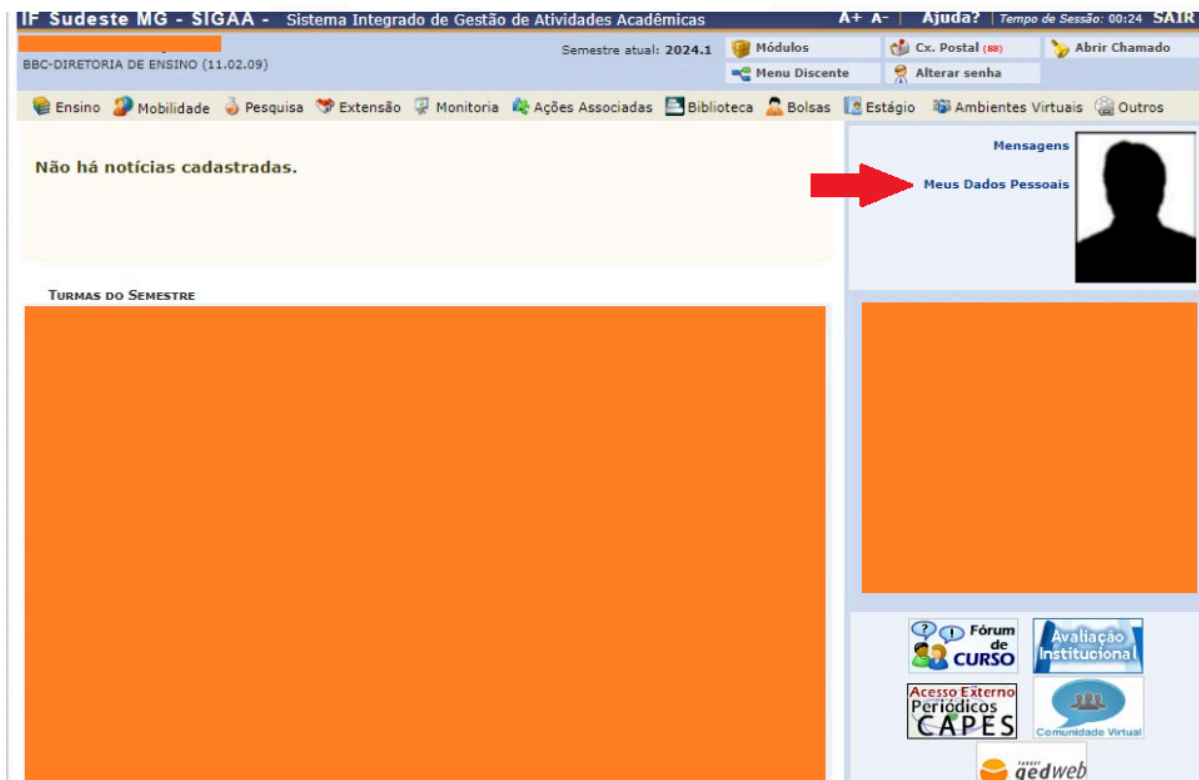 IF Sudeste MG - SIGAA - Sistema Integrado de Gestão de Atividades Acadêmicas A+ A- | Ajuda? | Tempo de Sessão: 00:24 SAIR
BBC-DIRETORIA DE ENSINO (11.02.09)
Semestre atual: 2024.1
Módulos
Cx. Postal (88)
Abrir Chamado
Menu Discente
Alterar senha
Ensino Mobilidade Pesquisa Extensão Monitoria Ações Associadas Biblioteca Bolsas Estágio Ambientes Virtuais Outros
Não há notícias cadastradas.
Mensagens
Meus Dados Pessoais
Turmas do Semestre
Fórum
de
CURSO
Avaliação
Institucional
Acesso Externo
Periódicos
CAPES
Comunidade Virtual
TARGET
gedweb